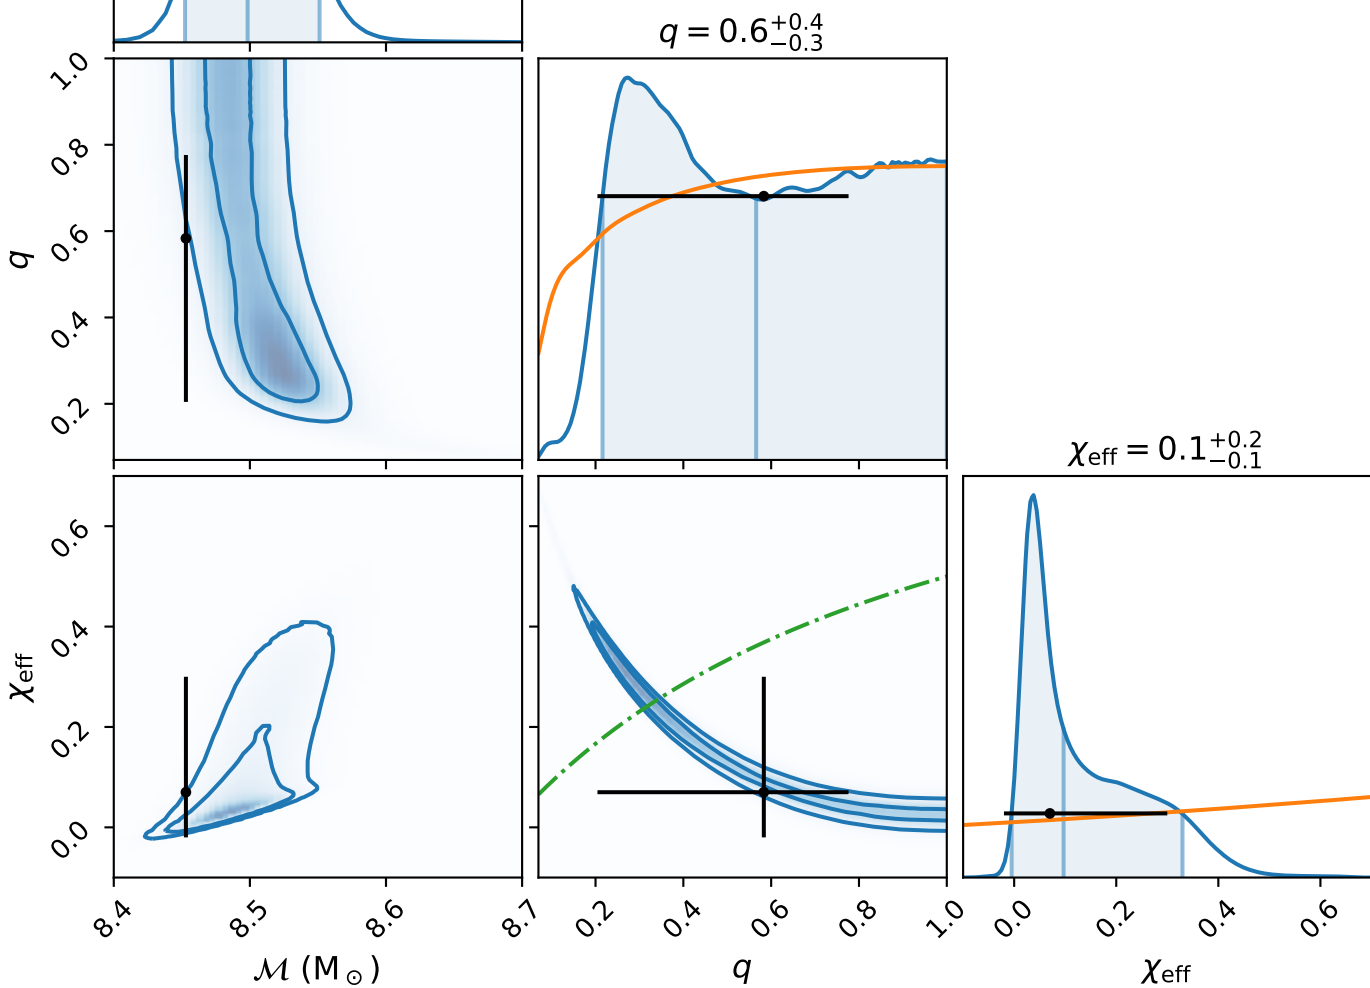 q = 0.6^{+0.4}_{-0.3}
1.0
0.8
0.6
0.4
0.2
q
χ_eff = 0.1^{+0.2}_{-0.1}
0.6
0.4
0.2
0.0
χ_eff
8.4 8.5 8.6 8.7 0.2 0.4 0.6 0.8 1.0 0.0 0.2 0.4 0.6
ℳ (M_⊙) q χ_eff